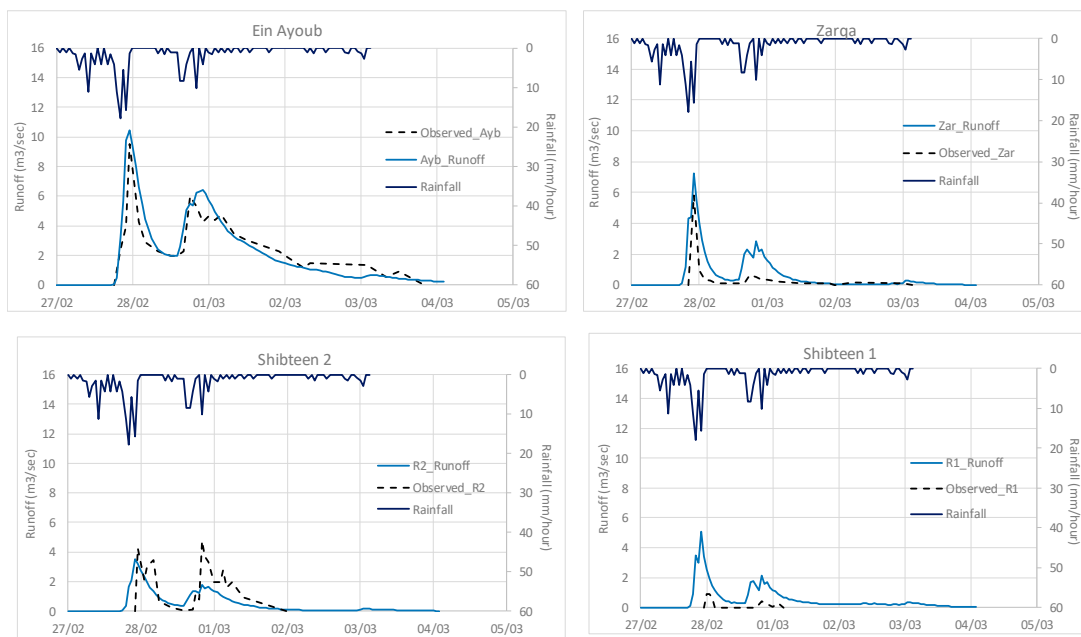 Ein Ayoub
16
14
12
10
8
6
4
2
0
Runoff (m3/sec)
0
10
20
30
40
50
60
Rainfall (mm/hour)
Observed_Ayb
Ayb_Runoff
Rainfall
27/02 28/02 01/03 02/03 03/03 04/03 05/03
Zarqa
16
14
12
10
8
6
4
2
0
Runoff (m3/sec)
0
10
20
30
40
50
60
Rainfall (mm/hour)
Zar_Runoff
Observed_Zar
Rainfall
27/02 28/02 01/03 02/03 03/03 04/03 05/03
Shibteen 2
16
14
12
10
8
6
4
2
0
Runoff (m3/sec)
0
10
20
30
40
50
60
Rainfall (mm/hour)
R2_Runoff
Observed_R2
Rainfall
27/02 28/02 01/03 02/03 03/03 04/03 05/03
Shibteen 1
16
14
12
10
8
6
4
2
0
Runoff (m3/sec)
0
10
20
30
40
50
60
Rainfall (mm/hour)
R1_Runoff
Observed_R1
Rainfall
27/02 28/02 01/03 02/03 03/03 04/03 05/03